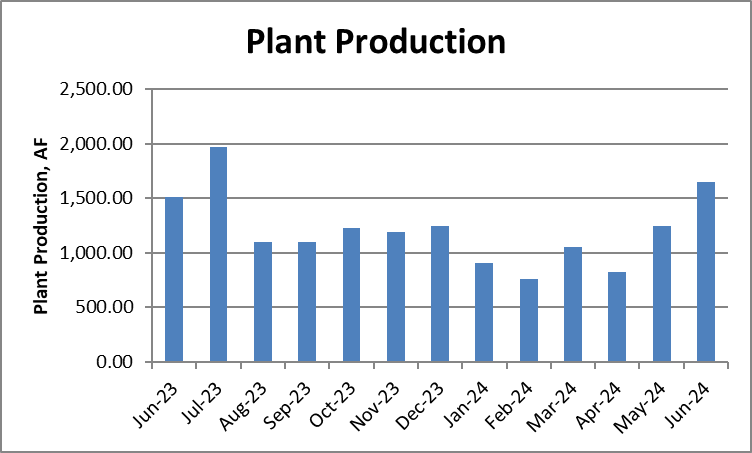 Plant Production
Plant Production, AF
2,500.00
2,000.00
1,500.00
1,000.00
500.00
0.00
Jun-23
Jul-23
Aug-23
Sep-23
Oct-23
Nov-23
Dec-23
Jan-24
Feb-24
Mar-24
Apr-24
May-24
Jun-24